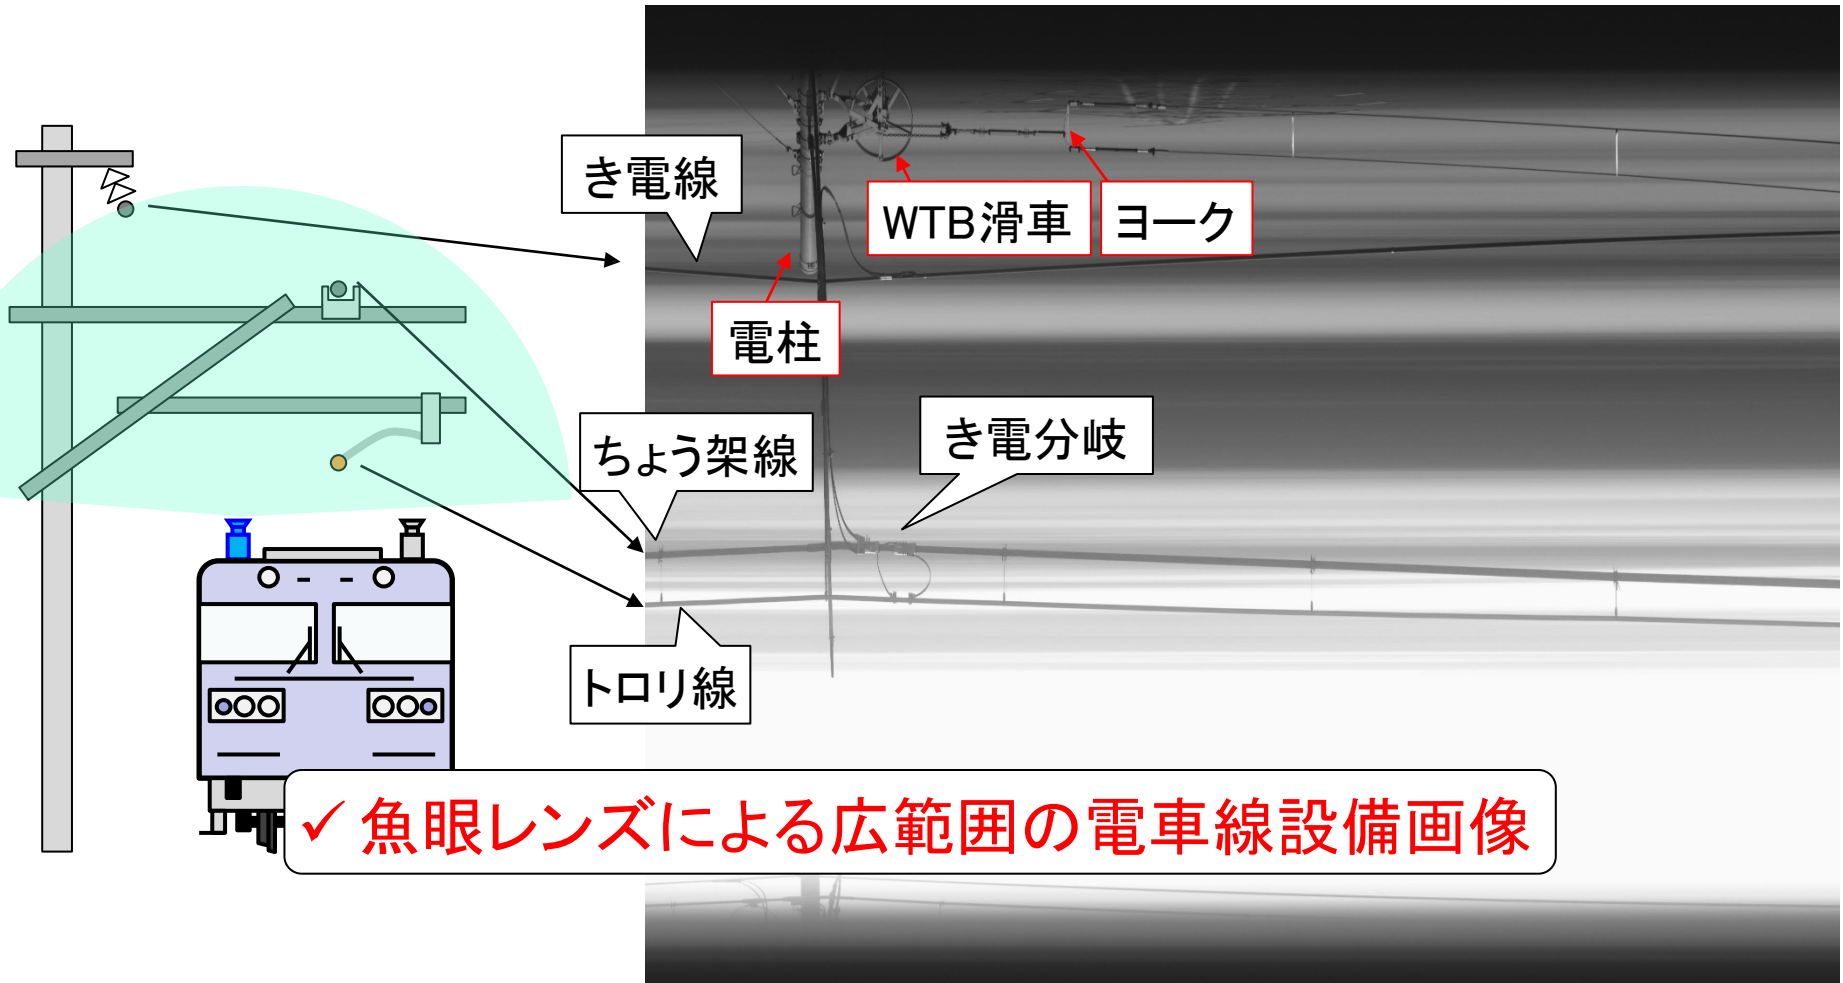 き電線
WTB滑車
ヨーク
電柱
き電分岐
ちょう架線
トロリ線
✓魚眼レンズによる広範囲の電車線設備画像